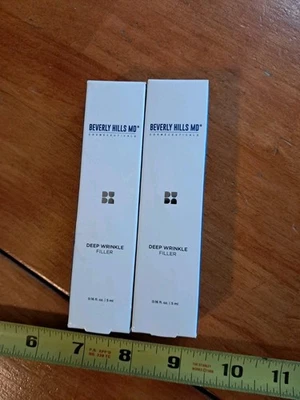 BEVERLY HILLS MD®
COSMECEUTICALS
DEEP WRINKLE
FILLER
0.16 fl. oz. | 5 ml
BEVERLY HILLS MD®
COSMECEUTICALS
DEEP WRINKLE
FILLER
0.16 fl. oz. | 5 ml
6 7 8 9 10 11